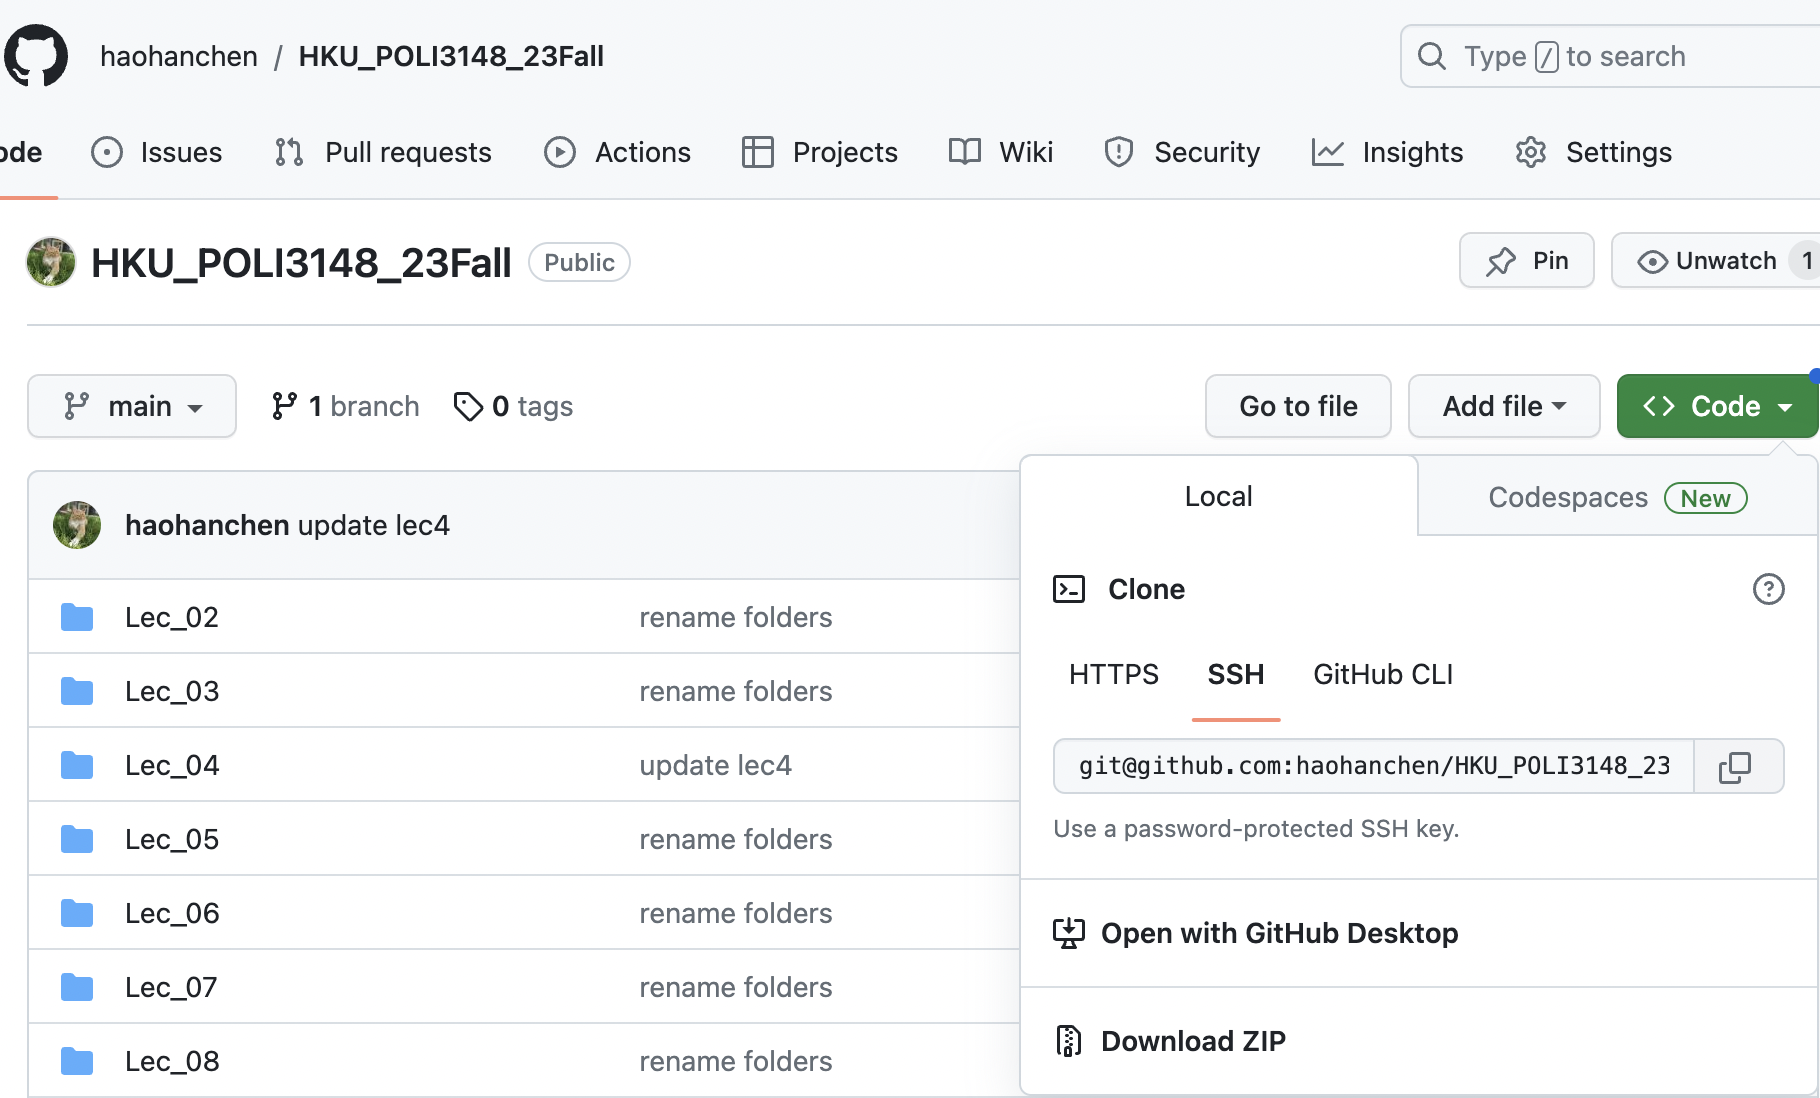 haohanchen / HKU_POLI3148_23Fall
Type / to search
ode
Issues
Pull requests
Actions
Projects
Wiki
Security
Insights
Settings
HKU_POLI3148_23Fall
Public
Pin
Unwatch 1
main
1 branch
0 tags
Go to file
Add file
<> Code
haohanchen update lec4
Lec_02 rename folders
Lec_03 rename folders
Lec_04 update lec4
Lec_05 rename folders
Lec_06 rename folders
Lec_07 rename folders
Lec_08 rename folders
Local
Codespaces New
Clone
HTTPS
SSH
GitHub CLI
git@github.com:haohanchen/HKU_POLI3148_23
Use a password-protected SSH key.
Open with GitHub Desktop
Download ZIP